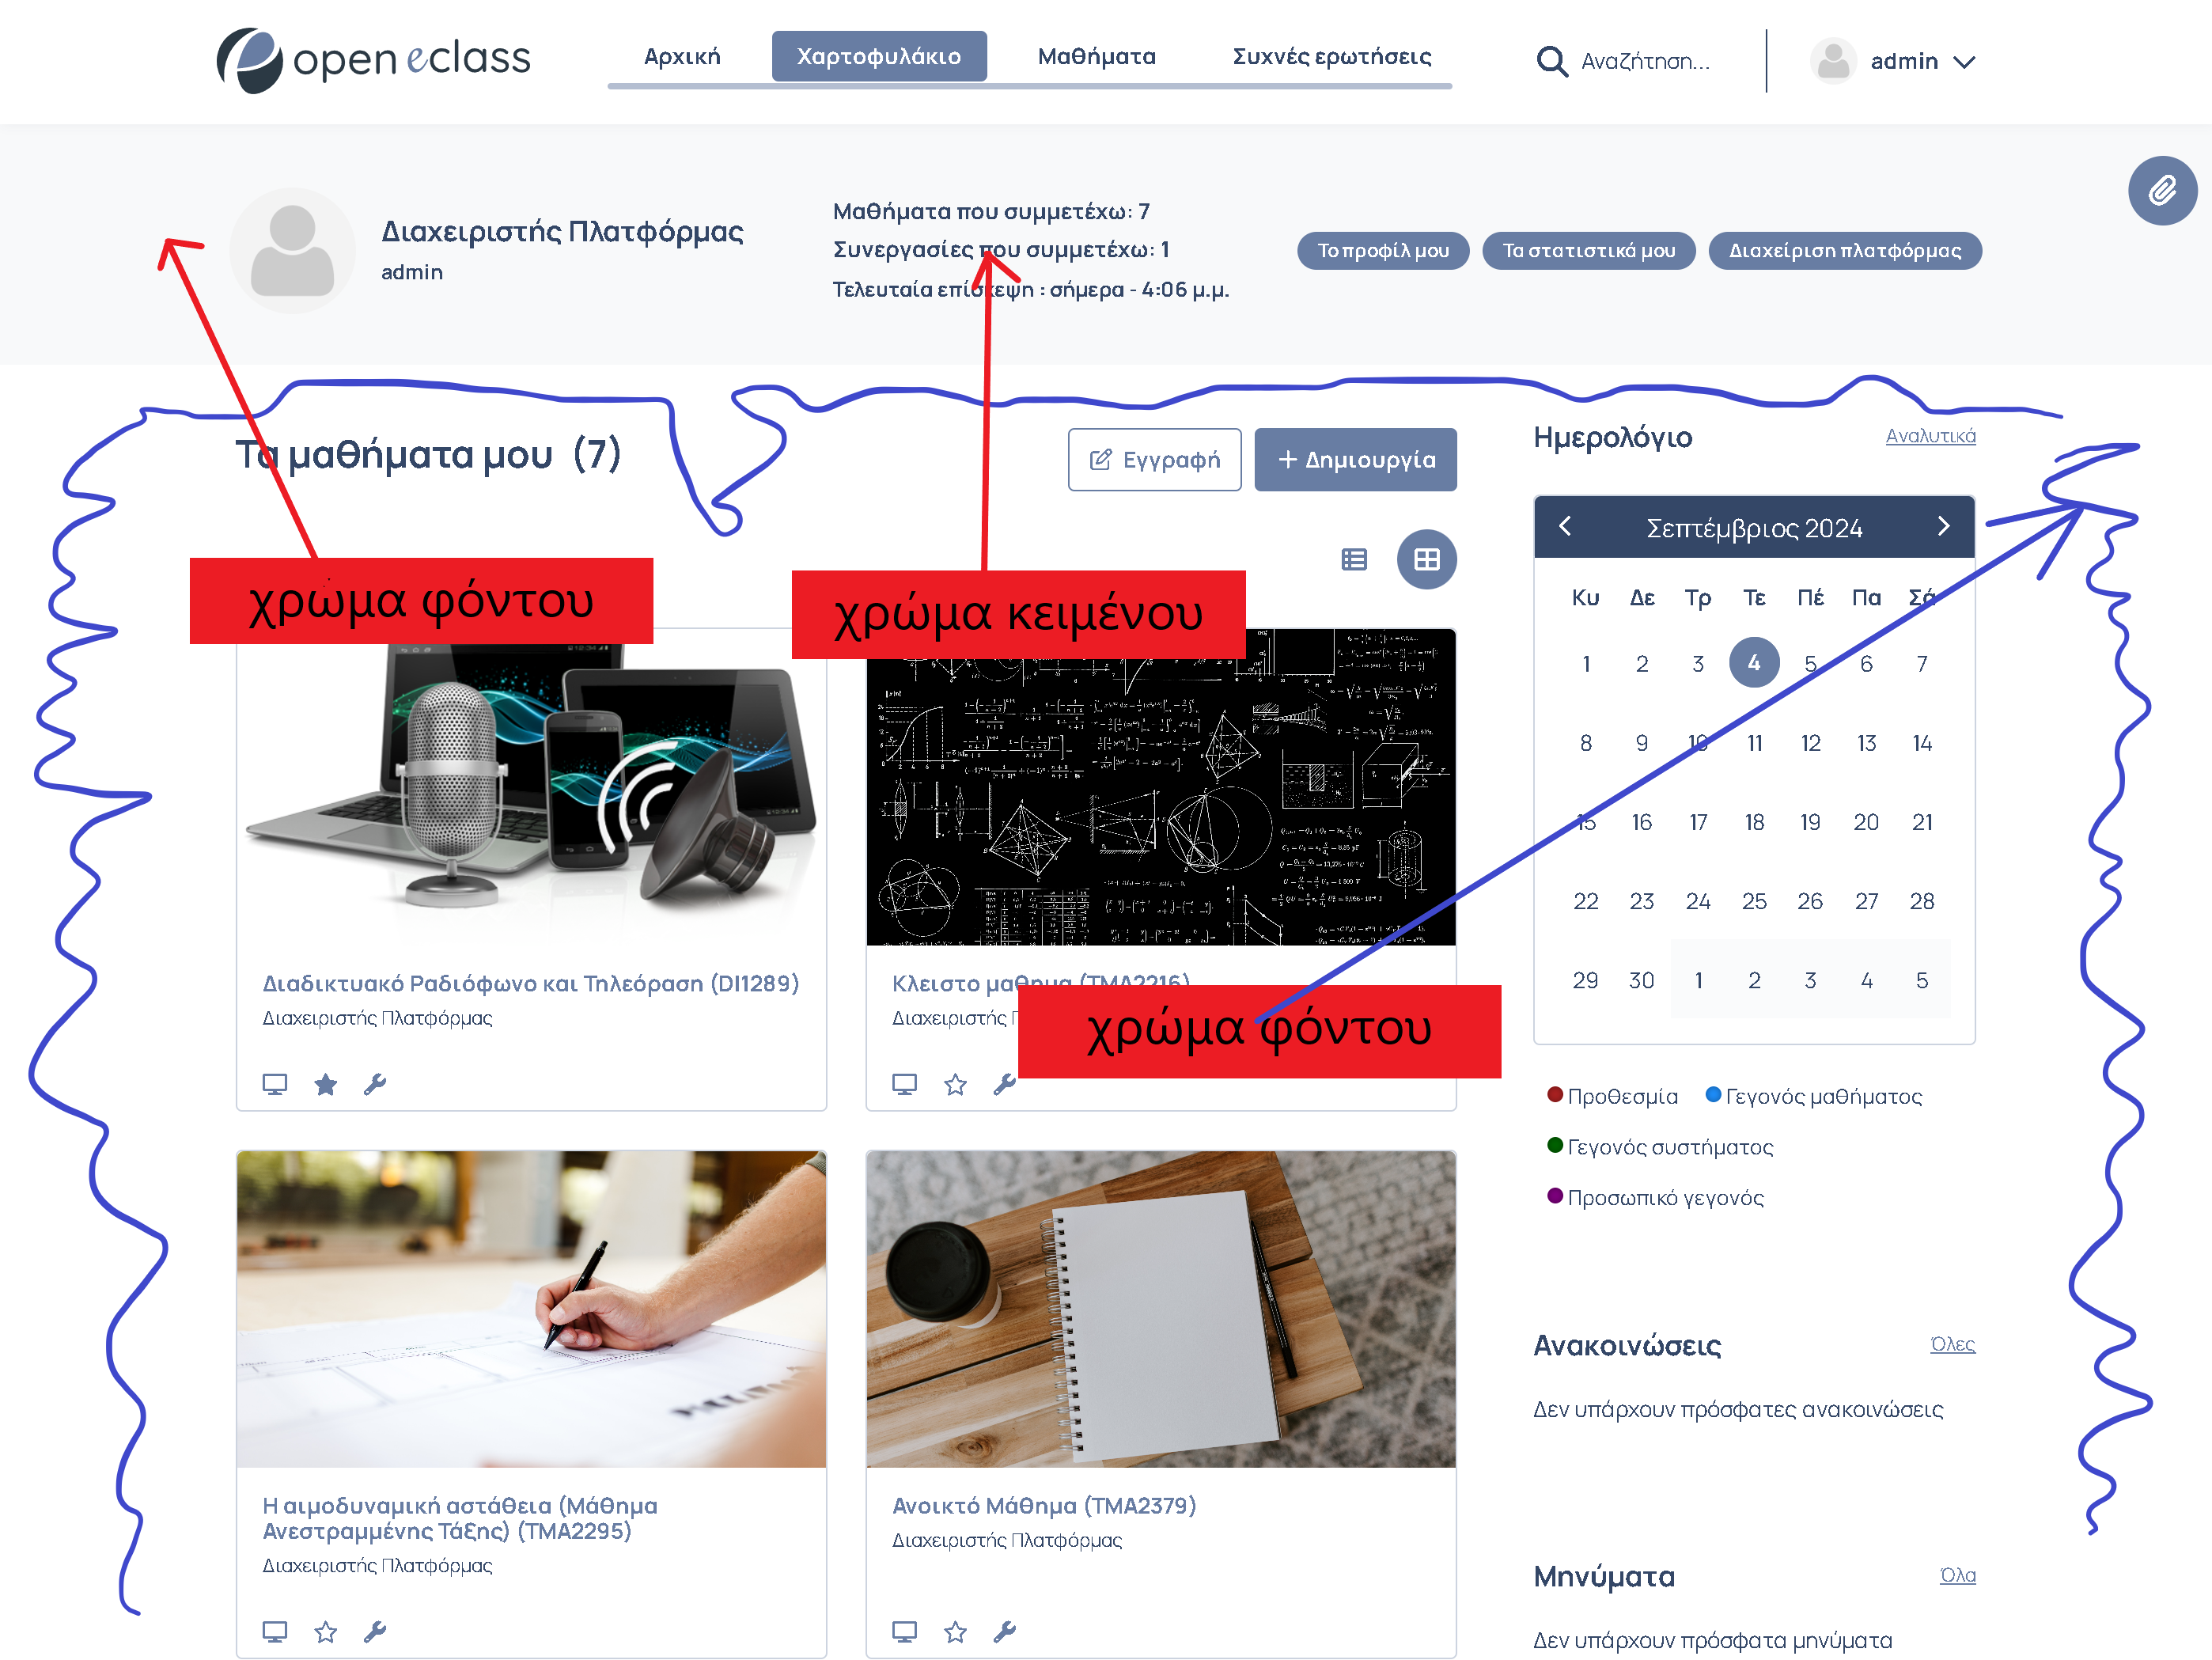 open eclass
Αρχική Χαρτοφυλάκιο Μαθήματα Συχνές ερωτήσεις
Αναζήτηση...
admin
Διαχειριστής Πλατφόρμας
admin
Μαθήματα που συμμετέχω: 7
Συνεργασίες που συμμετέχω: 1
Τελευταία επίσκεψη : σήμερα - 4:06 μ.μ.
Το προφίλ μου Τα στατιστικά μου Διαχείριση πλατφόρμας
Τα μαθήματα μου (7)
Εγγραφή + Δημιουργία
χρώμα φόντου
χρώμα κειμένου
Διαδικτυακό Ραδιόφωνο και Τηλεόραση (DI1289)
Διαχειριστής Πλατφόρμας
Κλειστο μαθημα (TMA2216)
Διαχειριστής
χρώμα φόντου
Η αιμοδυναμική αστάθεια (Μάθημα
Ανεστραμμένης Τάξης) (TMA2295)
Διαχειριστής Πλατφόρμας
Ανοικτό Μάθημα (TMA2379)
Διαχειριστής Πλατφόρμας
Ημερολόγιο Αναλυτικά
Σεπτέμβριος 2024
Κυ Δε Τρ Τε Πέ Πα Σά
1 2 3 4 5 6 7
8 9 10 11 12 13 14
15 16 17 18 19 20 21
22 23 24 25 26 27 28
29 30 1 2 3 4 5
Προθεσμία Γεγονός μαθήματος
Γεγονός συστήματος
Προσωπικό γεγονός
Ανακοινώσεις Όλες
Δεν υπάρχουν πρόσφατες ανακοινώσεις
Μηνύματα Όλα
Δεν υπάρχουν πρόσφατα μηνύματα